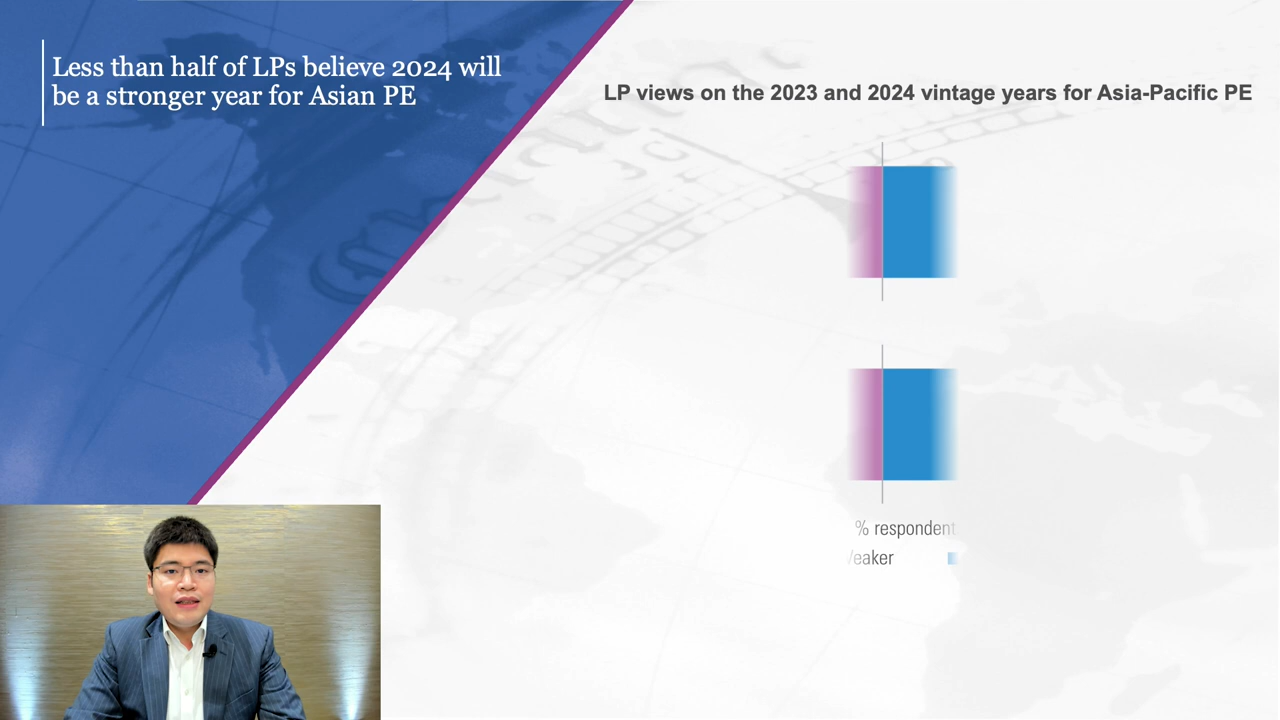 Less than half of LPs believe 2024 will
be a stronger year for Asian PE
LP views on the 2023 and 2024 vintage years for Asia-Pacific PE
% respondent